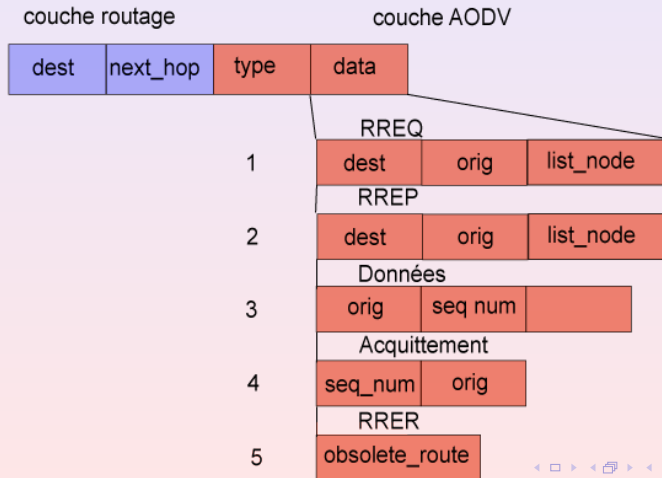 couche routage couche AODV
dest next_hop type data
RREQ
1 dest orig list_node
RREP
2 dest orig list_node
Données
3 orig seq num
Acquittement
4 seq_num orig
RRER
5 obsolete_route